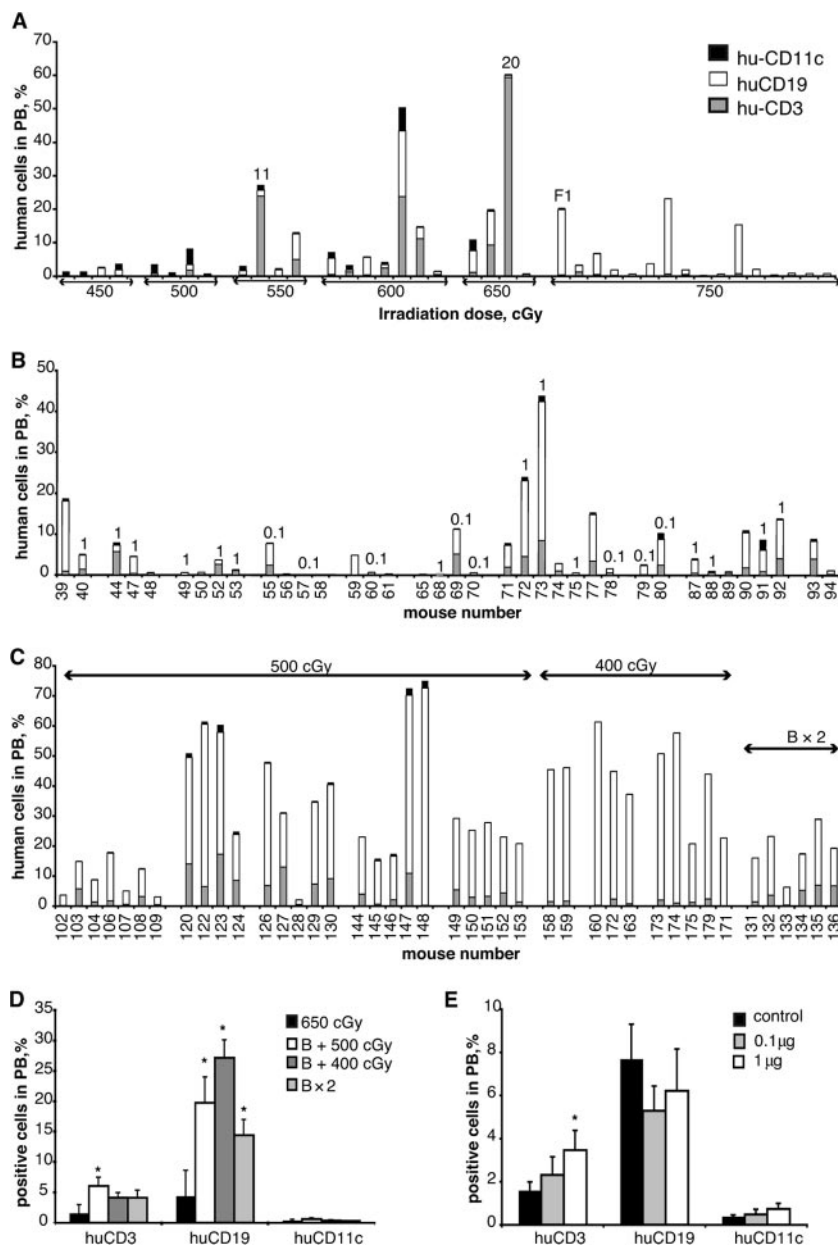 A
70
60
50
40
30
20
10
0
human cells in PB, %
11
20
F1
hu-CD11c
huCD19
hu-CD3
450 500 550 600 650 750
Irradiation dose, cGy
B
50
40
30
20
10
0
human cells in PB, %
1 1 1 1 1 1 0.1 0.1 0.1 1 0.1 0.1 1 1 1 0.1 0.1 0.1 1 1 1 1
39 40 44 47 48 49 50 52 53 55 56 57 58 59 60 61 65 68 69 70 71 72 73 74 75 77 78 79 80 87 88 89 90 91 92 93 94
mouse number
C
80
70
60
50
40
30
20
10
0
human cells in PB, %
500 cGy
400 cGy
B × 2
102 103 104 106 107 108 109 120 122 123 124 126 127 128 129 130 144 145 146 147 148 149 150 151 152 153 158 159 160 172 163 173 174 175 179 171 131 132 133 134 135 136
mouse number
D
35
30
25
20
15
10
5
0
positive cells in PB, %
* * * *
650 cGy
B + 500 cGy
B + 400 cGy
B × 2
huCD3 huCD19 huCD11c
E
10
8
6
4
2
0
positive cells in PB,%
*
control
0.1µg
1 µg
huCD3 huCD19 huCD11c